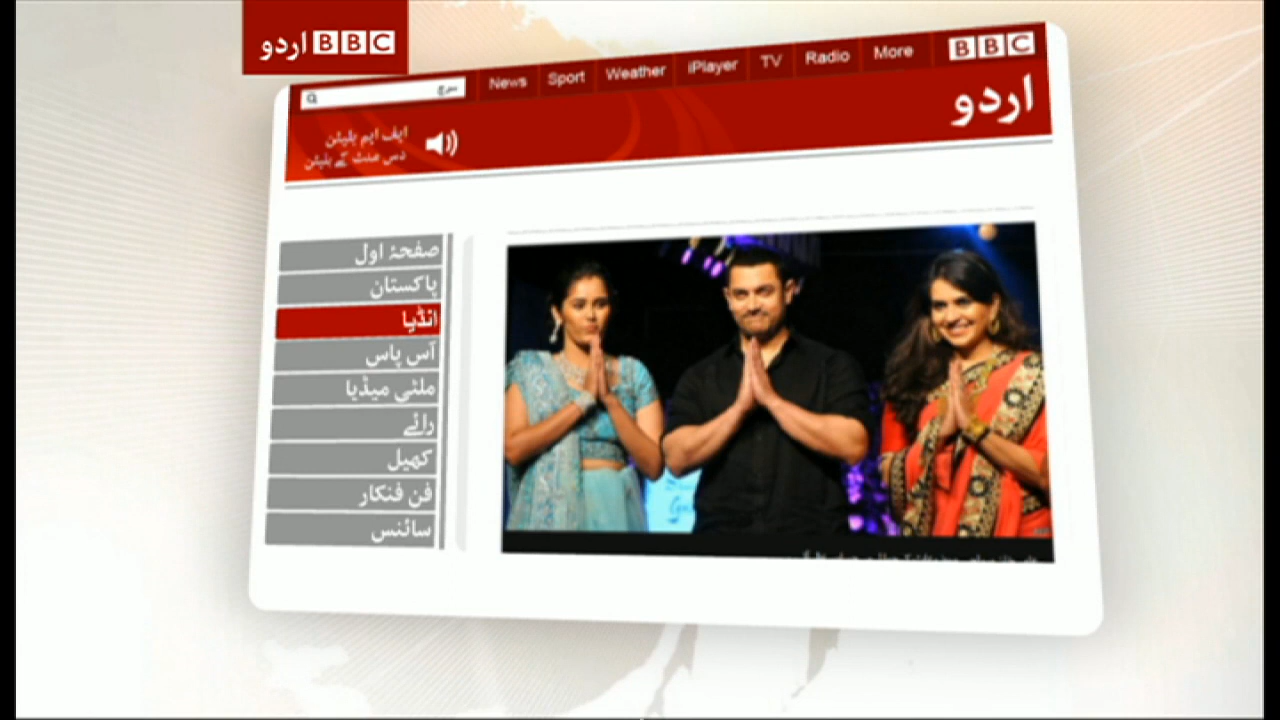 اردو BBC
News Sport Weather iPlayer TV Radio More BBC
سرچ
اردو
ایف ایم بلیٹن
دس منٹ کے بلیٹن
صفحۂ اول
پاکستان
انڈیا
آس پاس
ملٹی میڈیا
رائے
کھیل
فن فنکار
سائنس